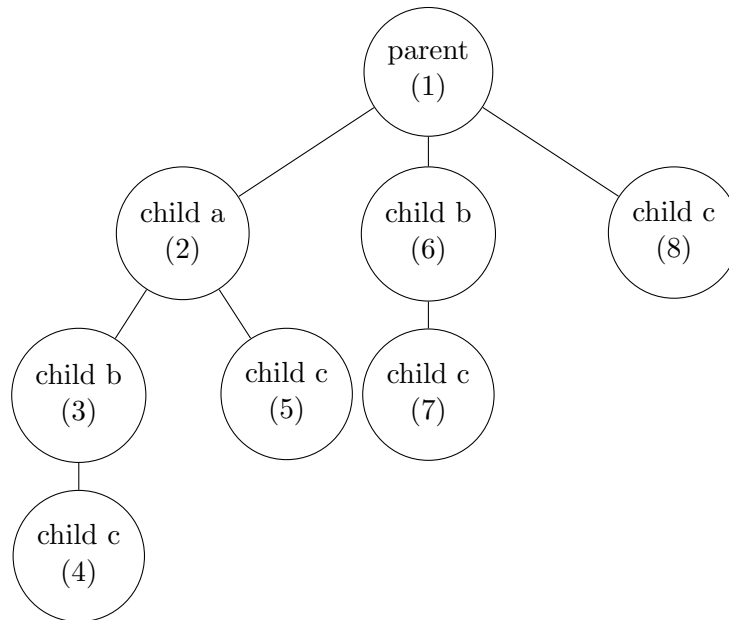 parent
(1)
child a
(2)
child b
(6)
child c
(8)
child b
(3)
child c
(5)
child c
(7)
child c
(4)